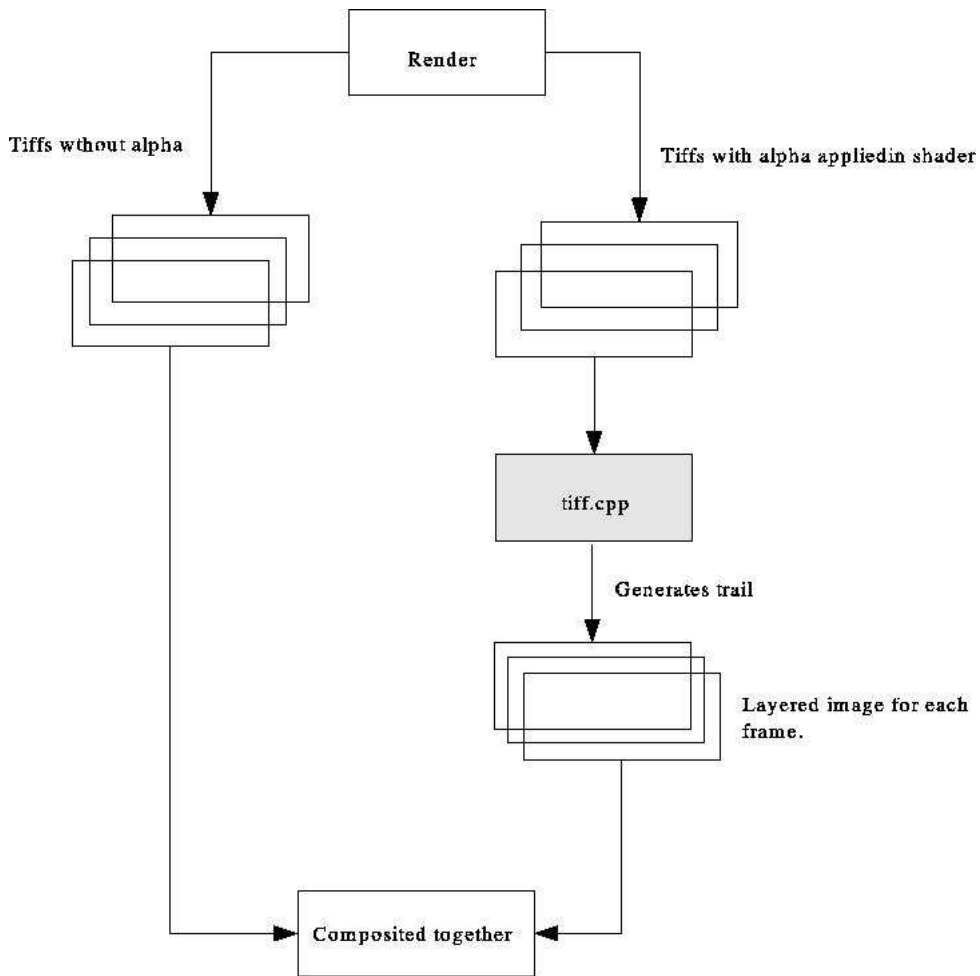 Render
Tiffs wthout alpha
Tiffs with alpha appliedin shader
tiff.cpp
Generates trail
Layered image for each
frame.
Composited together